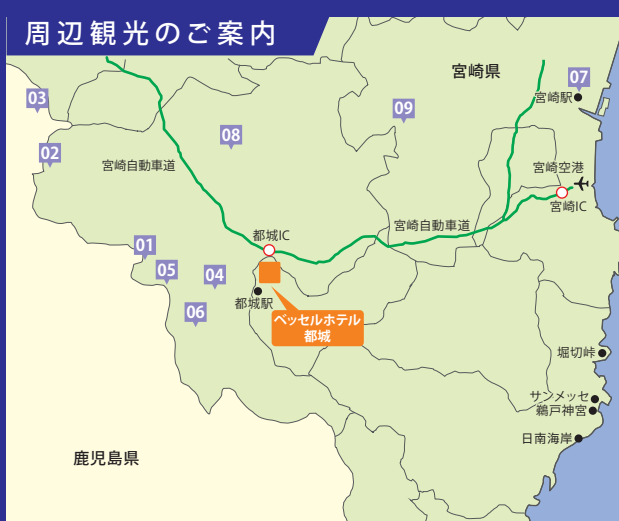 周辺観光のご案内
宮崎県
07
03
宮崎駅
09
08
02
宮崎自動車道
宮崎空港
宮崎IC
宮崎自動車道
都城IC
01
05
04
都城駅
06
ベッセルホテル
都城
堀切峠
サンメッセ
鵜戸神宮
日南海岸
鹿児島県